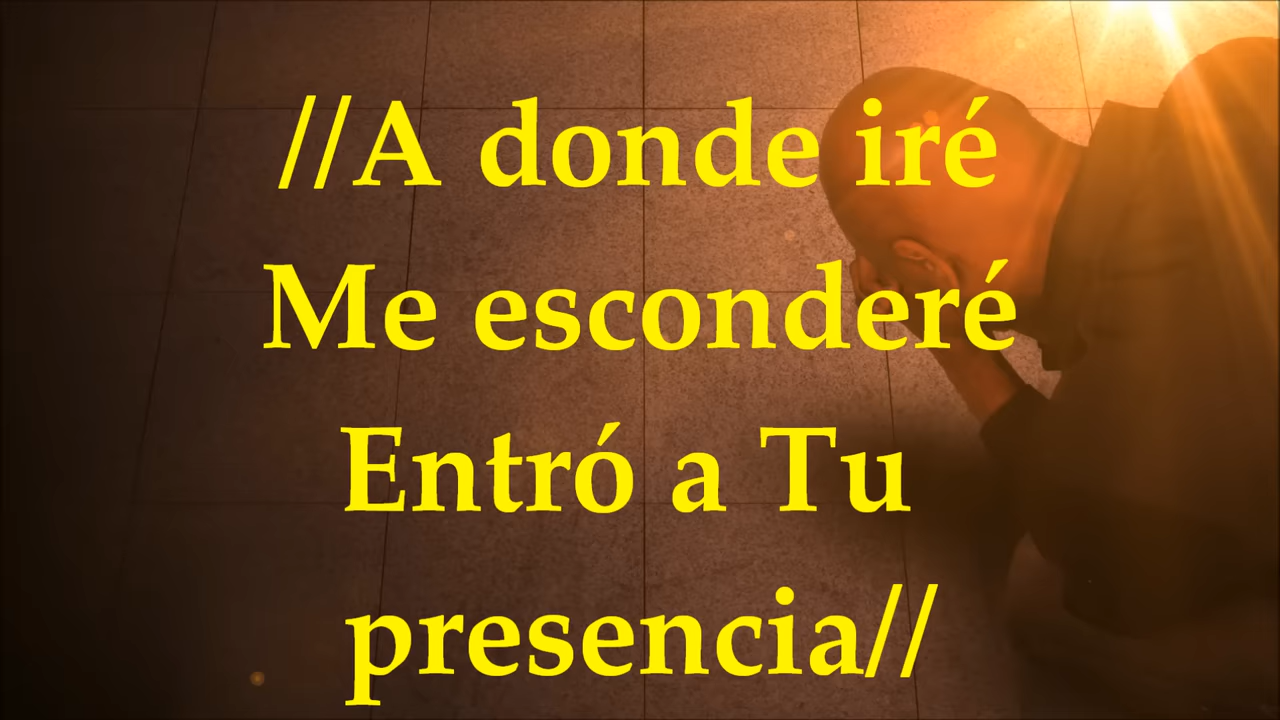 //A donde iré
Me esconderé
Entró a Tu
presencia//